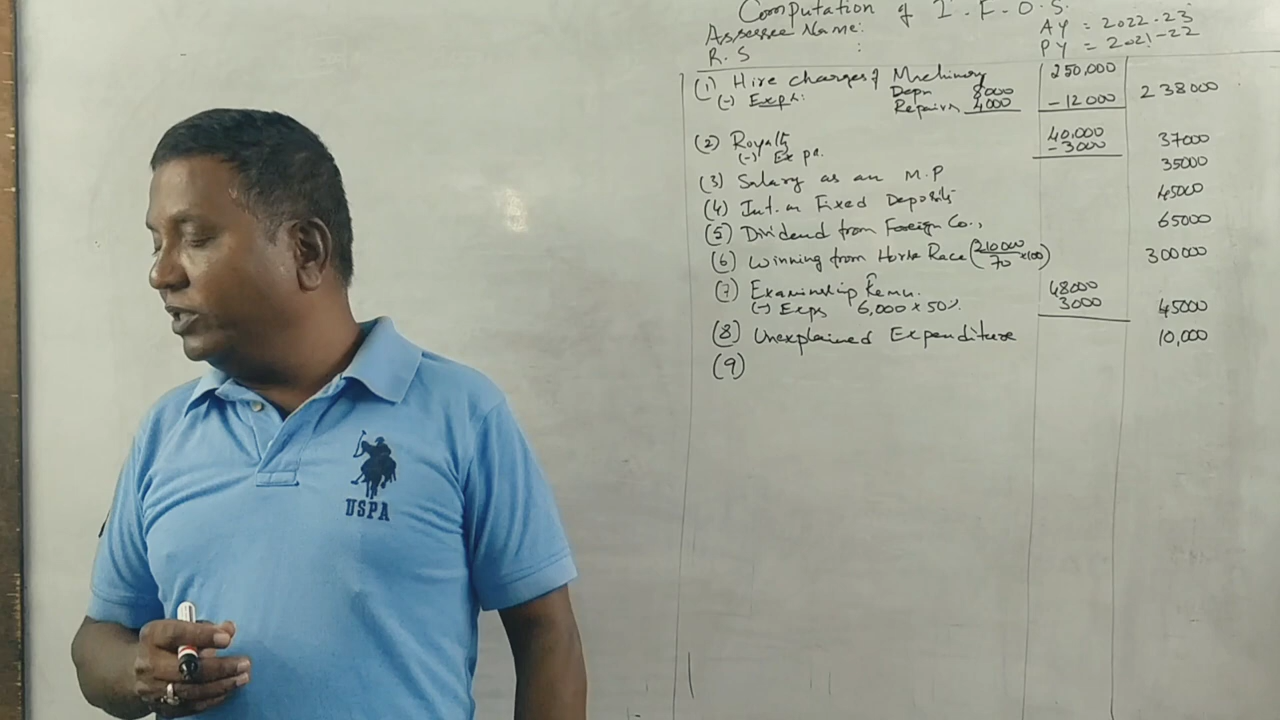 Computation of I.F.O.S.
Assessee Name:
AY = 2022-23
R.S :
PY = 2021-22
(1) Hire charges of Machinery 250,000
(-) Exps: Depn 8000
Repairs 4000 - 12000 238000
(2) Royalty 40,000
(-) Exps. - 3000 37000
(3) Salary as an M.P 35000
(4) Int. on Fixed Deposits 45000
(5) Dividend from Foreign Co., 65000
(6) Winning from Horse Race (210000/70 x100) 300000
(7) Examinership Remu. 48000
(-) Exps 6,000 x 50% 3000 45000
(8) Unexplained Expenditure 10,000
(9)
USPA